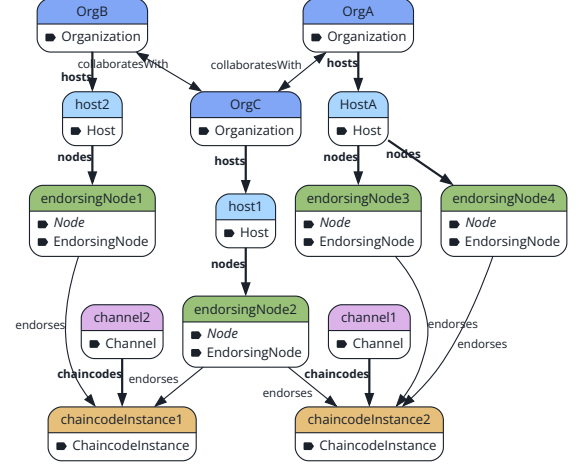 OrgB
Organization
OrgA
Organization
collaboratesWith
hosts
collaboratesWith
hosts
host2
Host
OrgC
Organization
HostA
Host
nodes
hosts
nodes
nodes
endorsingNode1
Node
EndorsingNode
host1
Host
endorsingNode3
Node
EndorsingNode
endorsingNode4
Node
EndorsingNode
nodes
endorses
channel2
Channel
endorsingNode2
Node
EndorsingNode
channel1
Channel
endorses
endorses
chaincodes
endorses
chaincodes
endorses
chaincodeInstance1
ChaincodeInstance
chaincodeInstance2
ChaincodeInstance